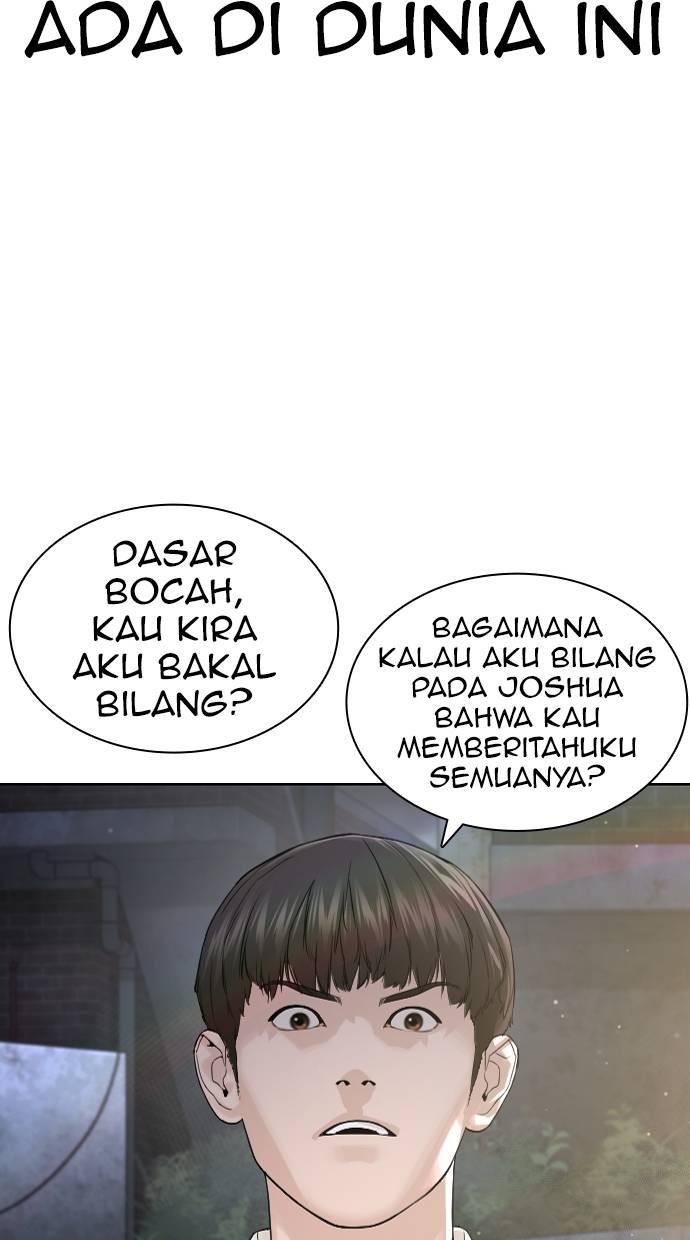 ADA DI DUNIA INI
DASAR
BOCAH,
KAU KIRA
AKU BAKAL
BILANG?
BAGAIMANA
KALAU AKU BILANG
PADA JOSHUA
BAHWA KAU
MEMBERITAHUKU
SEMUANYA?